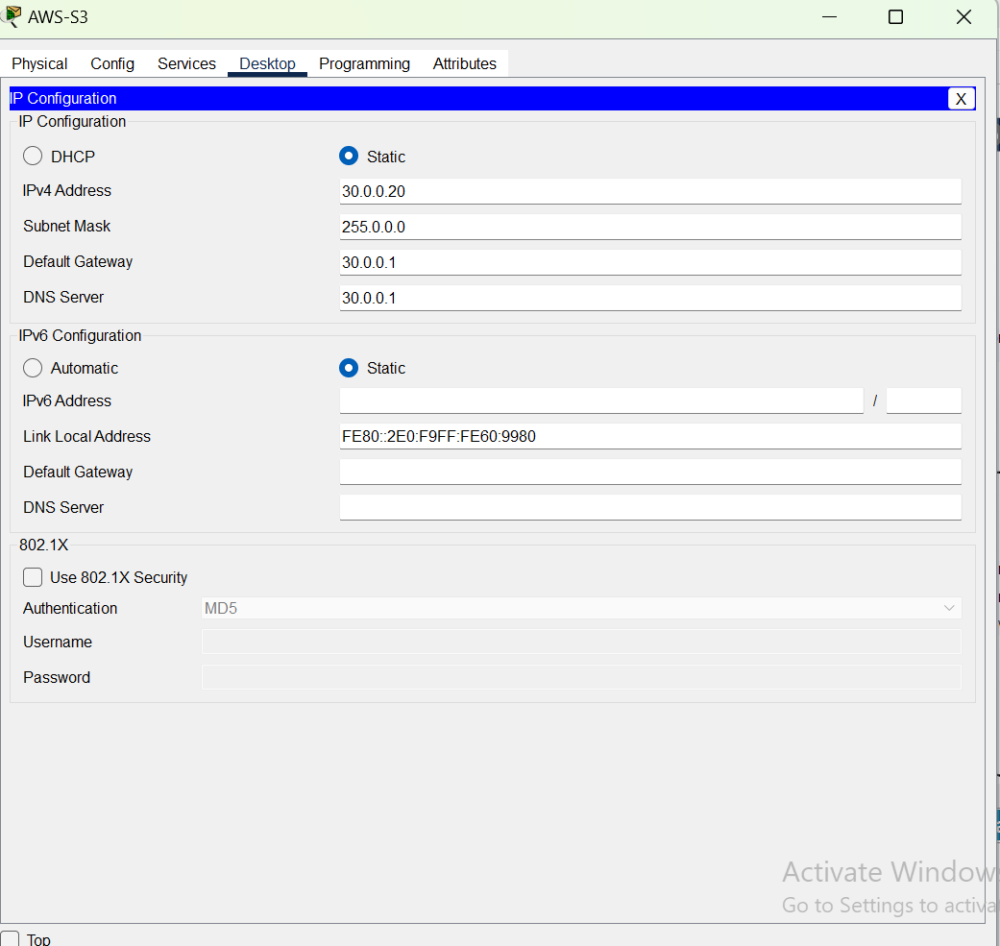 AWS-S3
Physical Config Services Desktop Programming Attributes
IP Configuration X
IP Configuration
DHCP Static
IPv4 Address 30.0.0.20
Subnet Mask 255.0.0.0
Default Gateway 30.0.0.1
DNS Server 30.0.0.1
IPv6 Configuration
Automatic Static
IPv6 Address /
Link Local Address FE80::2E0:F9FF:FE60:9980
Default Gateway
DNS Server
802.1X
Use 802.1X Security
Authentication MD5
Username
Password
Activate Window
Go to Settings to activa
Top